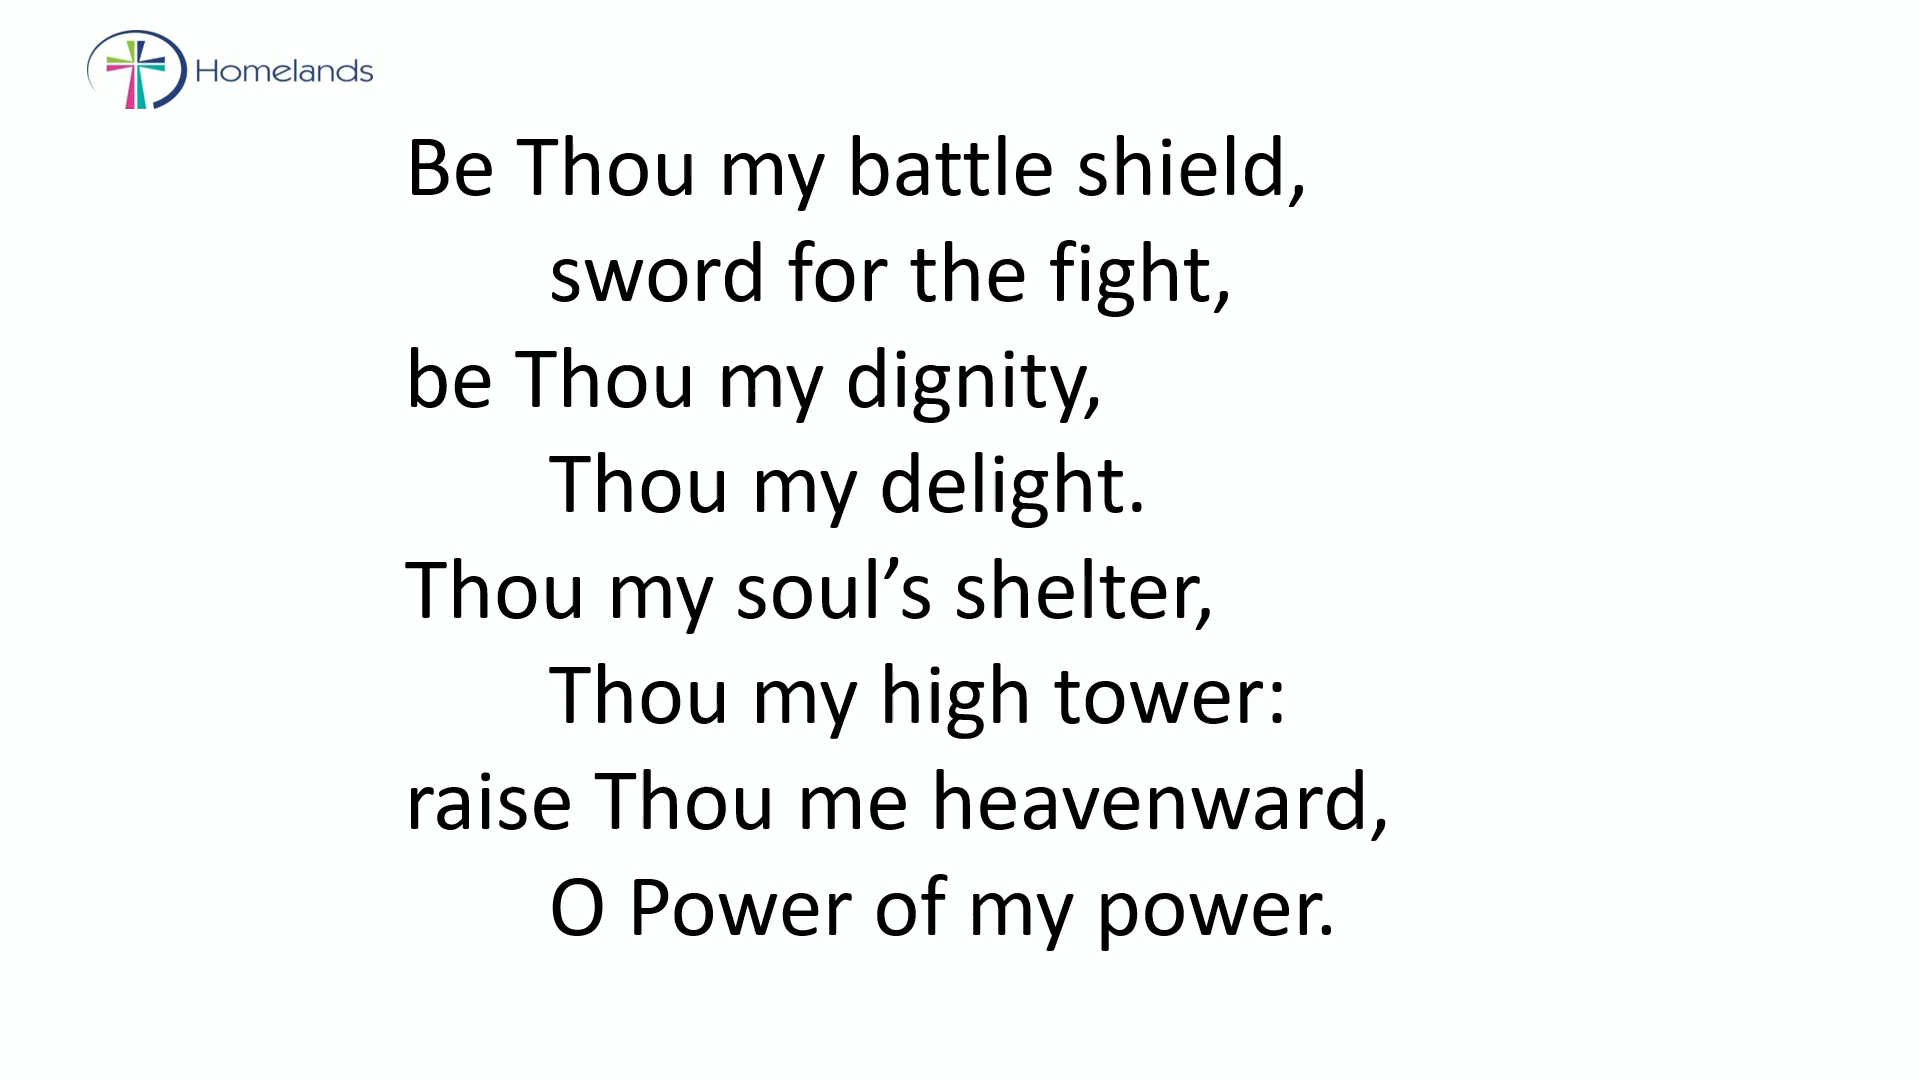 Homelands
Be Thou my battle shield,
sword for the fight,
be Thou my dignity,
Thou my delight.
Thou my soul’s shelter,
Thou my high tower:
raise Thou me heavenward,
O Power of my power.